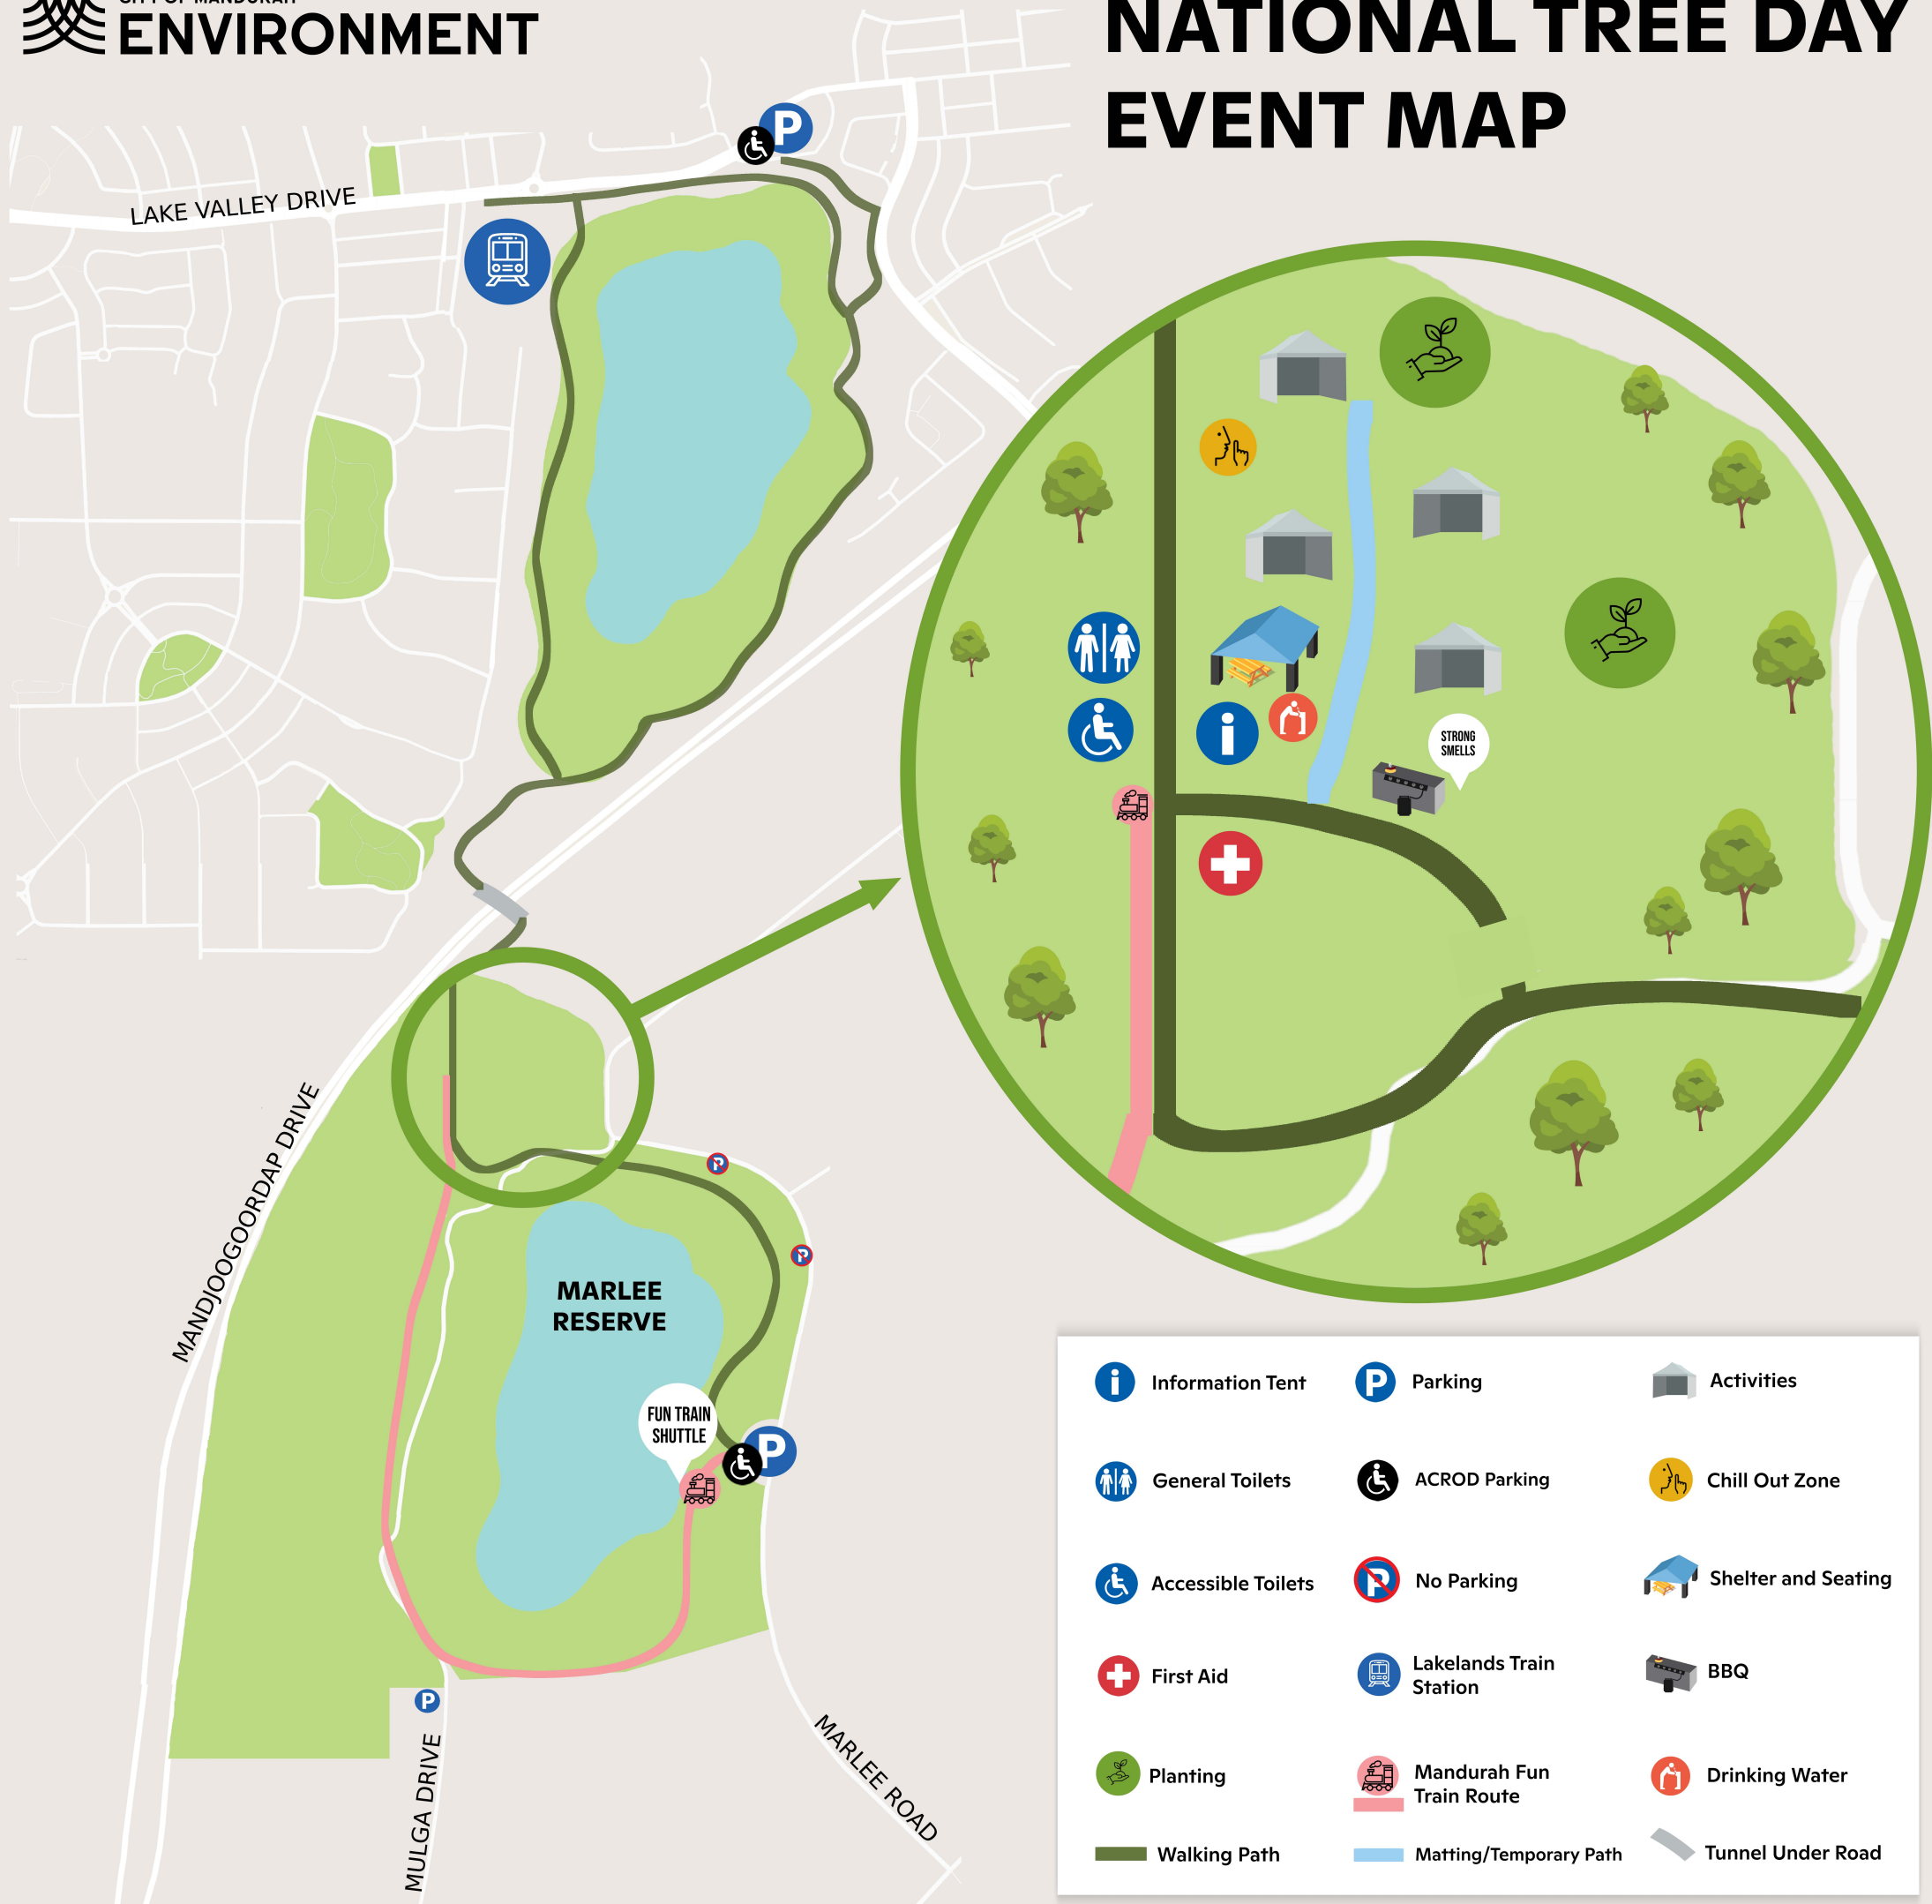 CITY OF MANDURAH
ENVIRONMENT
NATIONAL TREE DAY
EVENT MAP
P
LAKE VALLEY DRIVE
i
STRONG
SMELLS
MANDJOOGOORDAP DRIVE
P
P
MARLEE
RESERVE
FUN TRAIN
SHUTTLE
P
P
MULGA DRIVE
MARLEE ROAD
i Information Tent
P Parking
Activities
General Toilets
ACROD Parking
Chill Out Zone
Accessible Toilets
P No Parking
Shelter and Seating
First Aid
Lakelands Train
Station
BBQ
Planting
Mandurah Fun
Train Route
Drinking Water
Walking Path
Matting/Temporary Path
Tunnel Under Road